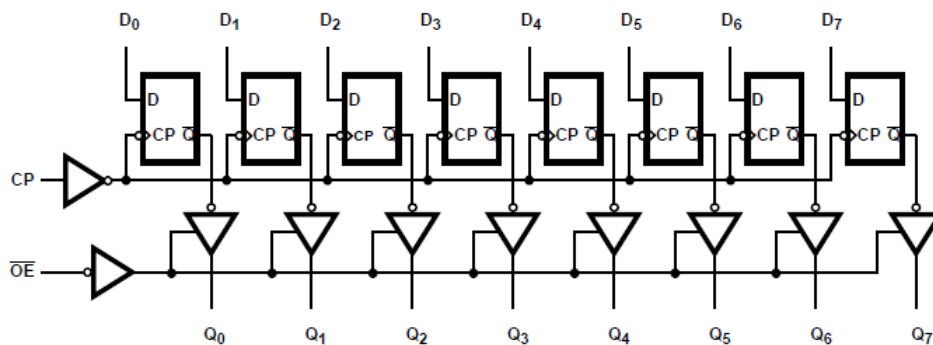 D₀ D₁ D₂ D₃ D₄ D₅ D₆ D₇
D D D D D D D D
CP Q̅ CP Q̅ CP Q̅ CP Q̅ CP Q̅ CP Q̅ CP Q̅ CP Q̅
CP
O̅E̅
Q₀ Q₁ Q₂ Q₃ Q₄ Q₅ Q₆ Q₇